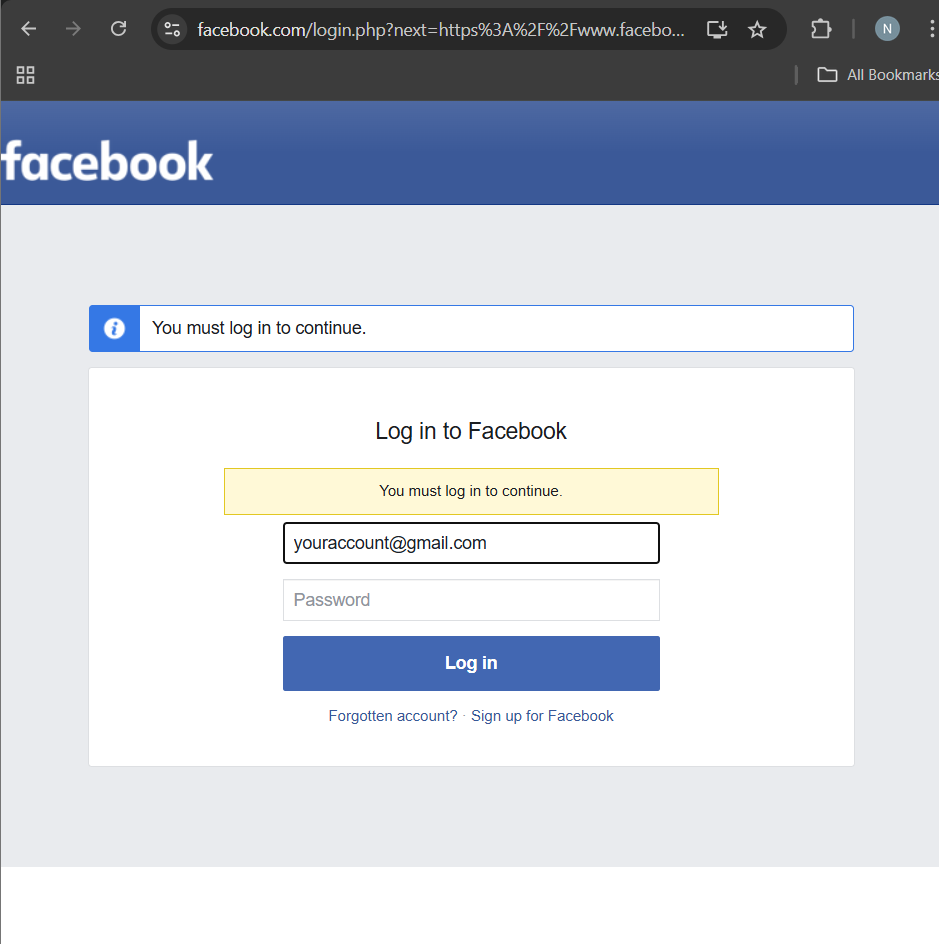 facebook.com/login.php?next=https%3A%2F%2Fwww.facebo...
N
All Bookmarks
facebook
You must log in to continue.
Log in to Facebook
You must log in to continue.
youraccount@gmail.com
Password
Log in
Forgotten account? · Sign up for Facebook